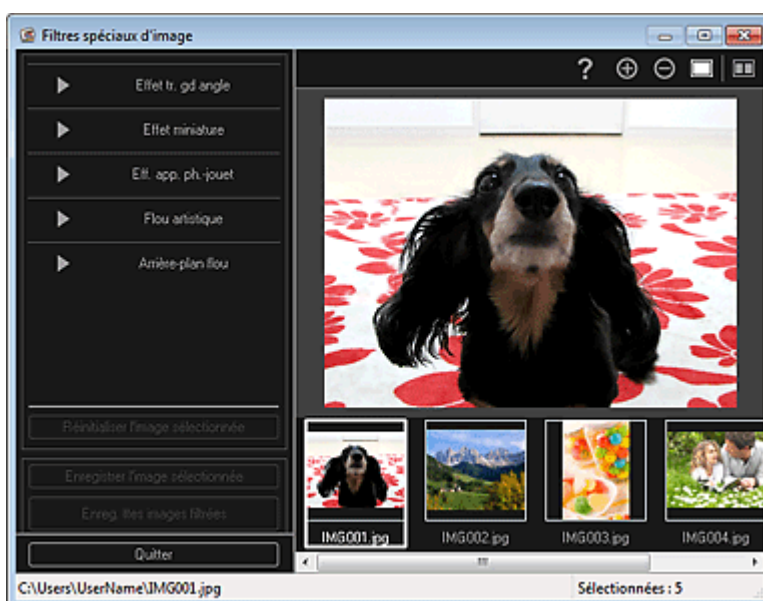 Filtres spéciaux d'image
Effet tr. gd angle
Effet miniature
Eff. app. ph.-jouet
Flou artistique
Arrière-plan flou
Réinitialiser l'image sélectionnée
Enregistrer l'image sélectionnée
Enreg. ttes images filtrées
Quitter
?
IMG001.jpg
IMG002.jpg
IMG003.jpg
IMG004.jpg
C:\Users\UserName\IMG001.jpg
Sélectionnées : 5